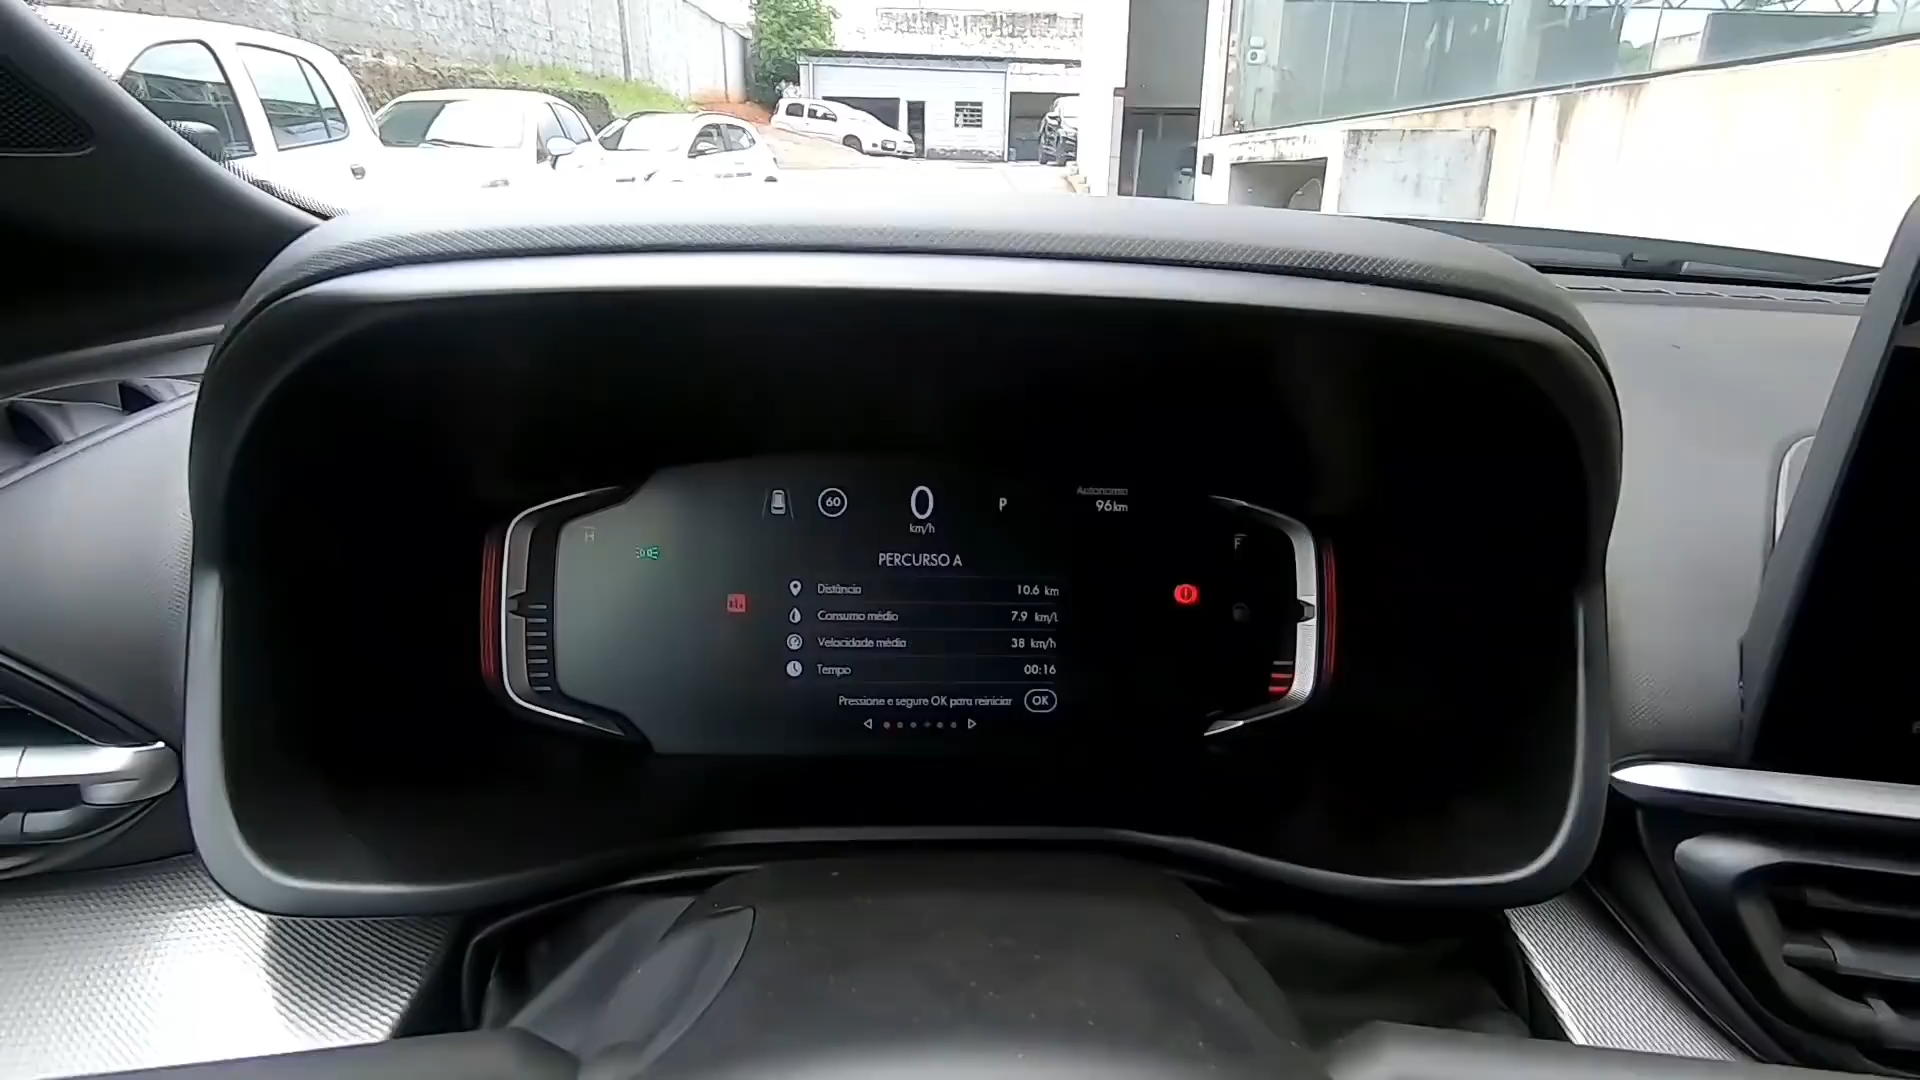 60
0
km/h
P
Autonomia
96km
H
F
PERCURSO A
Distância 10.6 km
Consumo médio 7.9 km/l
Velocidade média 38 km/h
Tempo 00:16
Pressione e segure OK para reiniciar OK